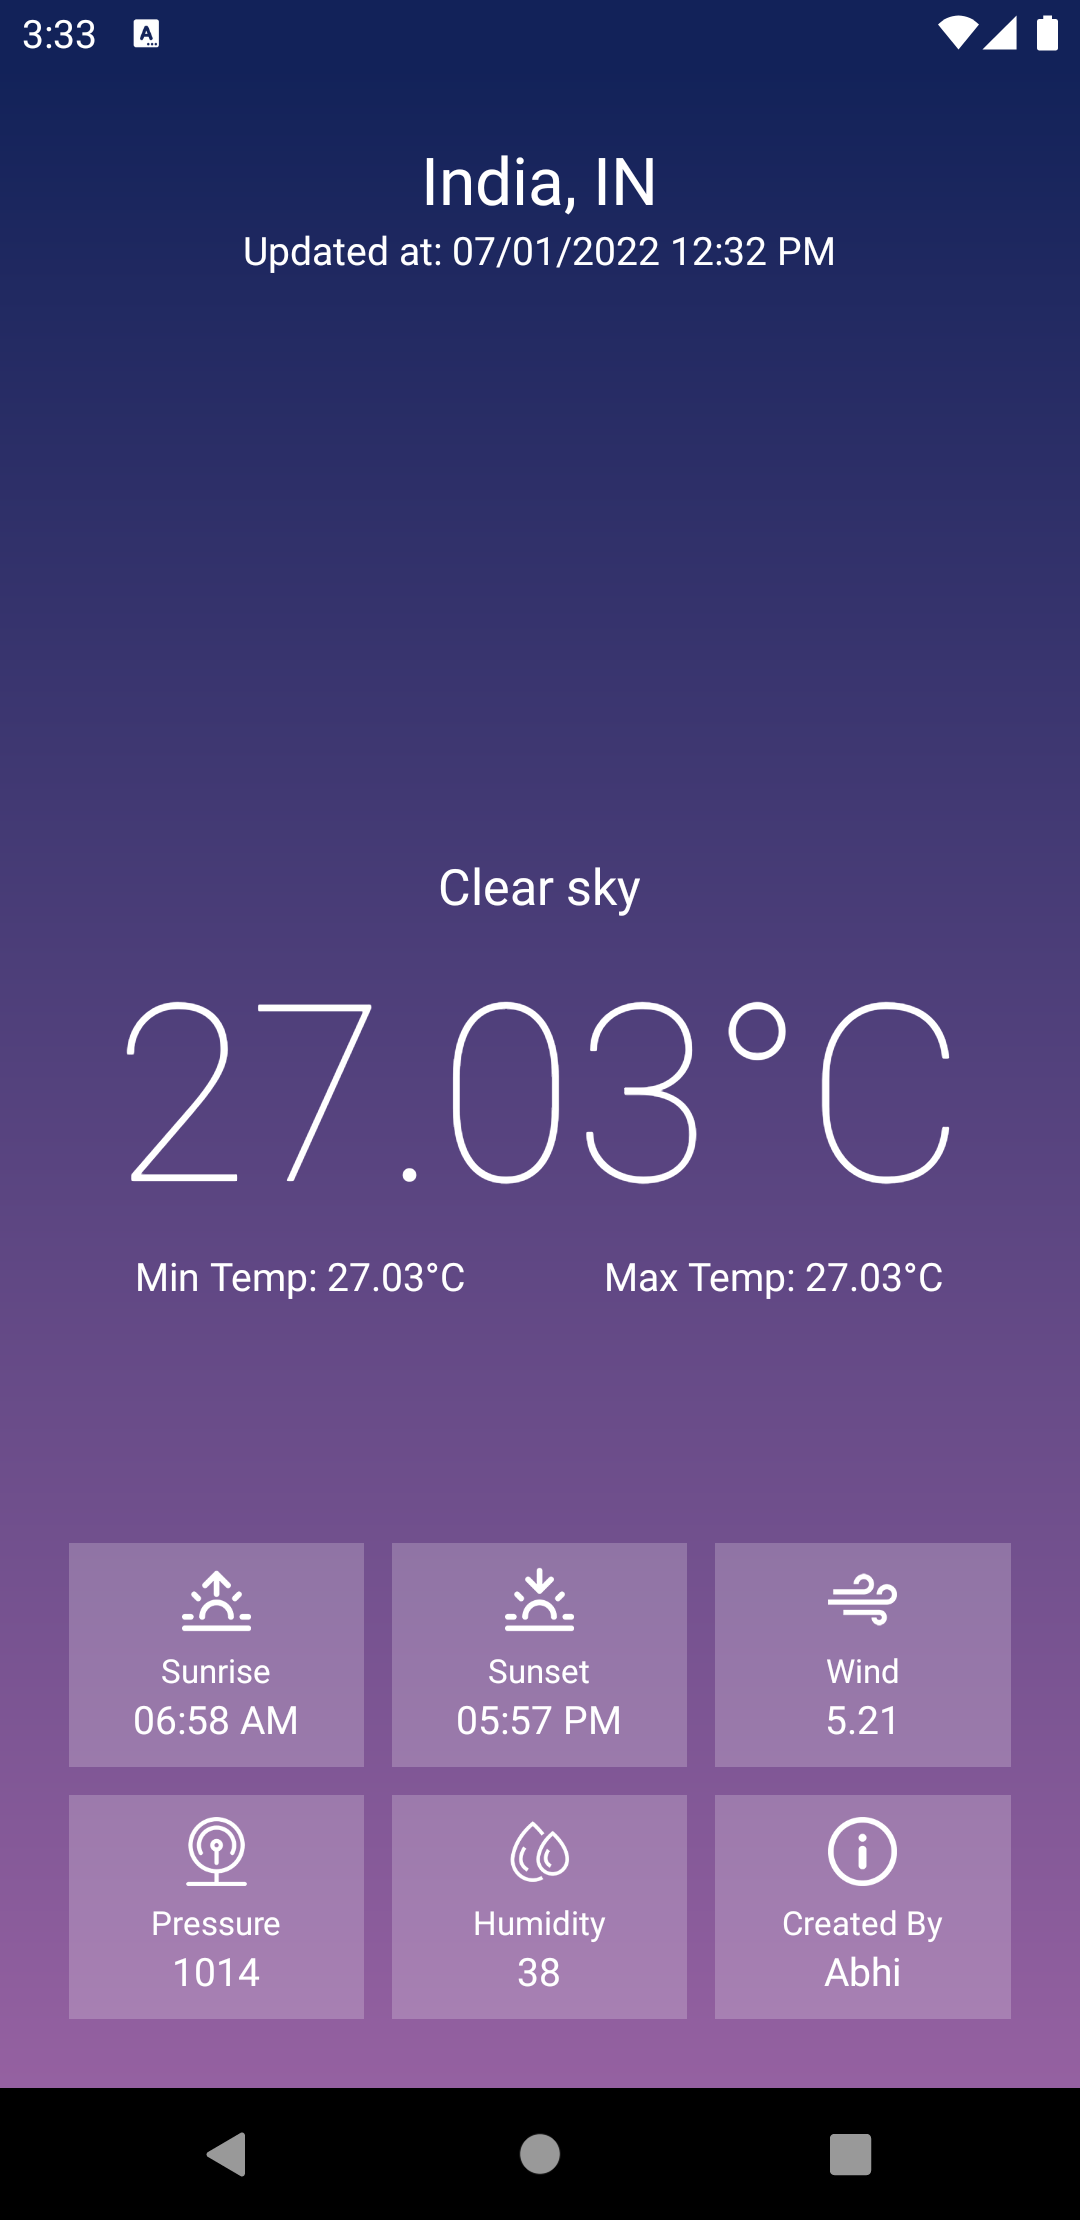 3:33
India, IN
Updated at: 07/01/2022 12:32 PM
Clear sky
27.03°C
Min Temp: 27.03°C Max Temp: 27.03°C
Sunrise
06:58 AM
Sunset
05:57 PM
Wind
5.21
Pressure
1014
Humidity
38
Created By
Abhi